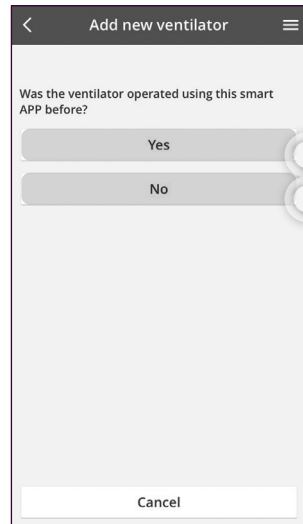 Add new ventilator
Was the ventilator operated using this smart
APP before?
Yes
No
Cancel